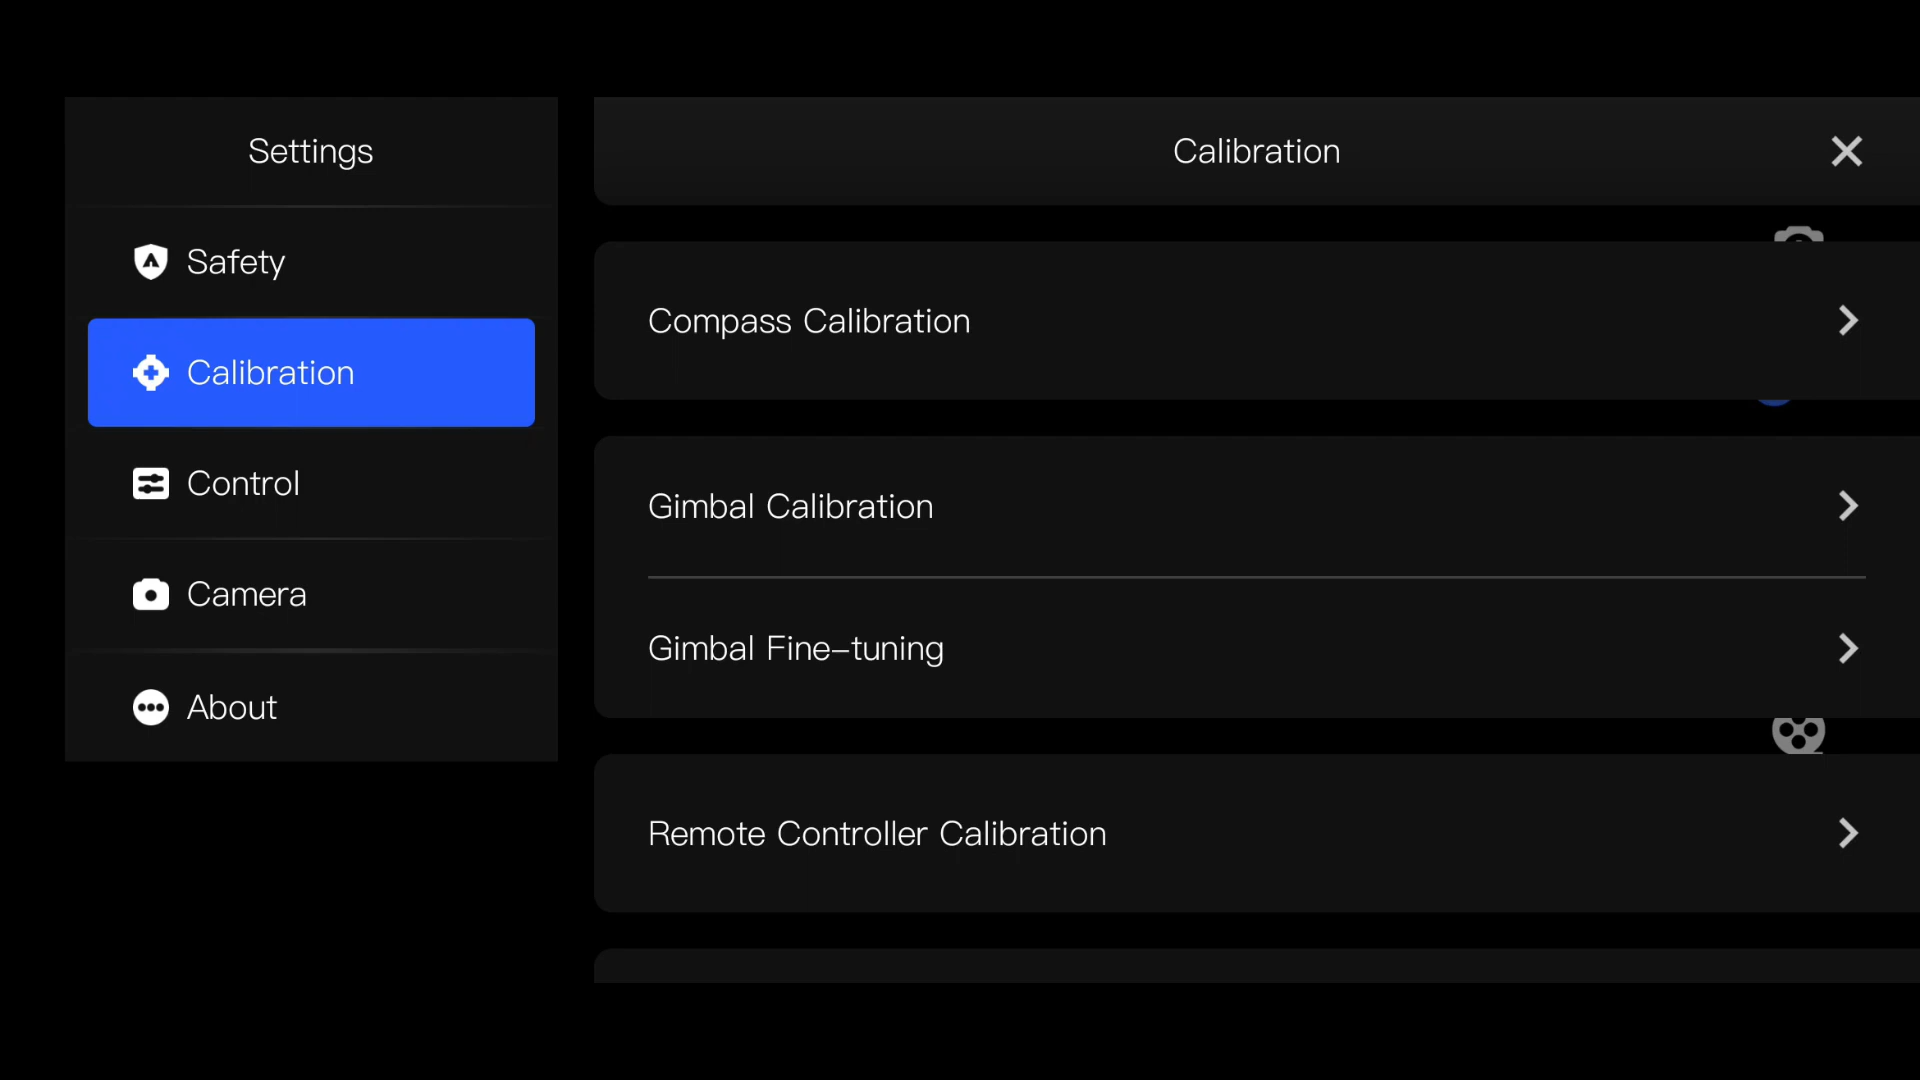 Settings
Safety
Calibration
Control
Camera
About
Calibration
Compass Calibration
Gimbal Calibration
Gimbal Fine-tuning
Remote Controller Calibration